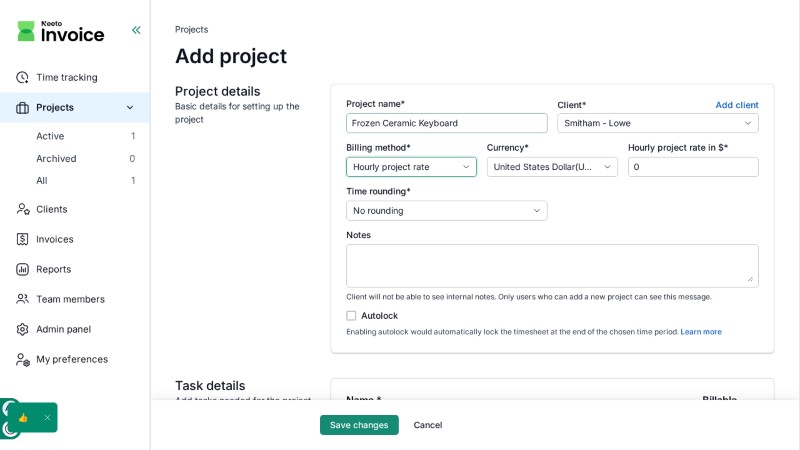 Neeto
Invoice
Time tracking
Projects
Active 1
Archived 0
All 1
Clients
Invoices
Reports
Team members
Admin panel
My preferences
Projects
Add project
Project details
Basic details for setting up the
project
Project name*
Client*
Add client
Frozen Ceramic Keyboard
Smitham - Lowe
Billing method*
Currency*
Hourly project rate in $*
Hourly project rate
United States Dollar(U...
0
Time rounding*
No rounding
Notes
Client will not be able to see internal notes. Only users who can add a new project can see this message.
Autolock
Enabling autolock would automatically lock the timesheet at the end of the chosen time period. Learn more
Task details
Add tasks needed for the project
Name *
Billable
Save changes
Cancel